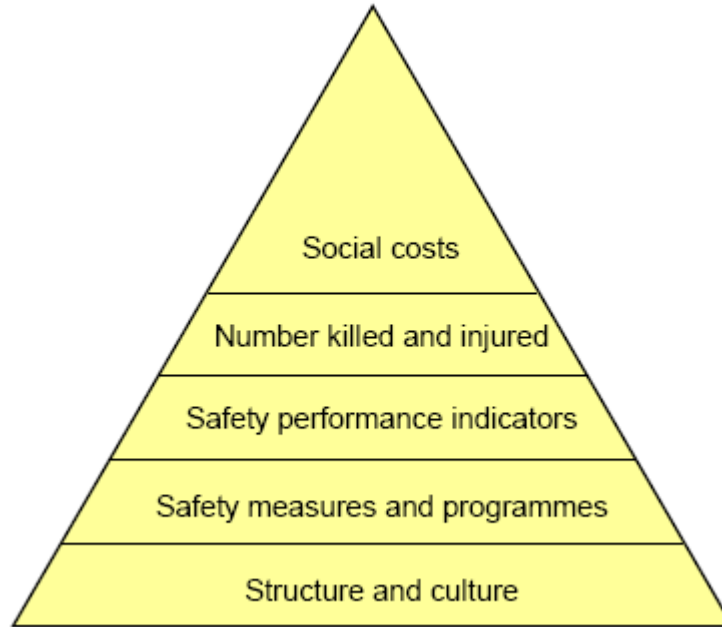 Social costs
Number killed and injured
Safety performance indicators
Safety measures and programmes
Structure and culture